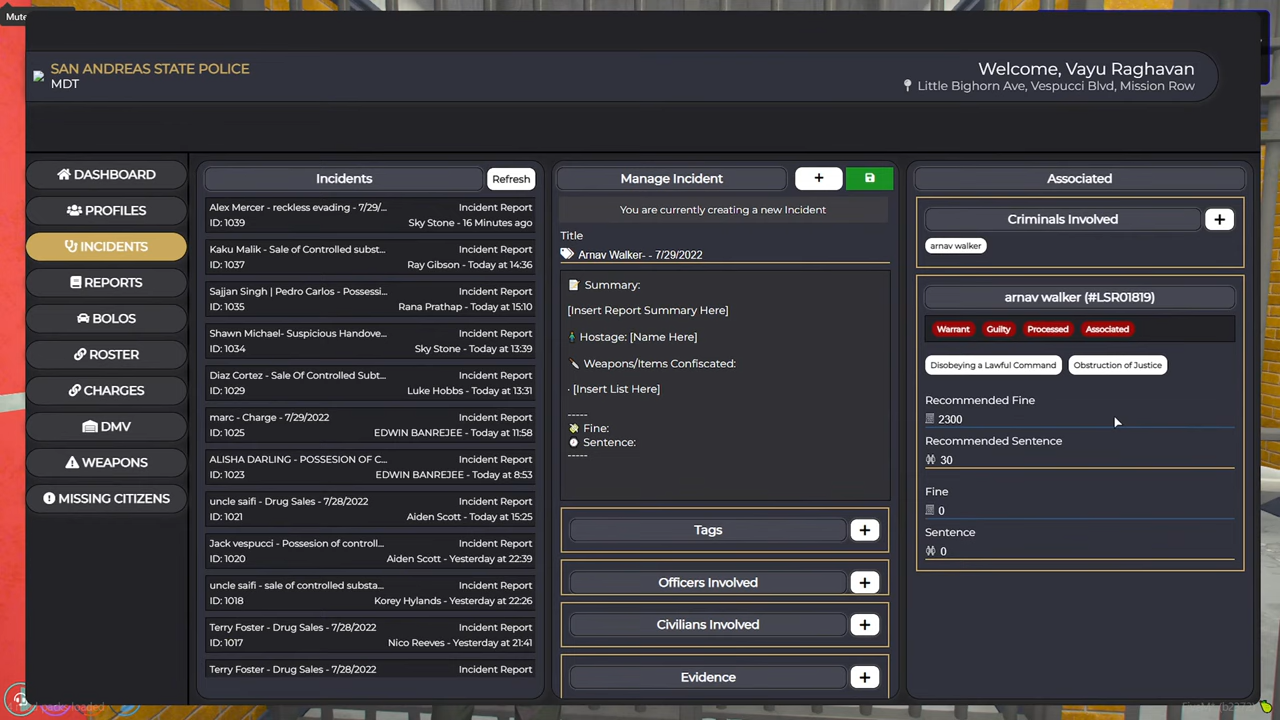 Mute
SAN ANDREAS STATE POLICE
MDT
Welcome, Vayu Raghavan
Little Bighorn Ave, Vespucci Blvd, Mission Row
DASHBOARD
PROFILES
INCIDENTS
REPORTS
BOLOS
ROSTER
CHARGES
DMV
WEAPONS
MISSING CITIZENS
Incidents
Refresh
Alex Mercer - reckless evading - 7/29/... Incident Report
ID: 1039 Sky Stone - 16 Minutes ago
Kaku Malik - Sale of Controlled subst... Incident Report
ID: 1037 Ray Gibson - Today at 14:36
Sajjan Singh | Pedro Carlos - Possessi... Incident Report
ID: 1035 Rana Prathap - Today at 15:10
Shawn Michael- Suspicious Handove... Incident Report
ID: 1034 Sky Stone - Today at 13:39
Diaz Cortez - Sale Of Controlled Subt... Incident Report
ID: 1029 Luke Hobbs - Today at 13:31
marc - Charge - 7/29/2022 Incident Report
ID: 1025 EDWIN BANREJEE - Today at 11:58
ALISHA DARLING - POSSESION OF C... Incident Report
ID: 1023 EDWIN BANREJEE - Today at 8:53
uncle saifi - Drug Sales - 7/28/2022 Incident Report
ID: 1021 Aiden Scott - Today at 15:25
Jack vespucci - Possesion of controll... Incident Report
ID: 1020 Aiden Scott - Yesterday at 22:39
uncle saifi - sale of controlled substa... Incident Report
ID: 1018 Korey Hylands - Yesterday at 22:26
Terry Foster - Drug Sales - 7/28/2022 Incident Report
ID: 1017 Nico Reeves - Yesterday at 21:41
Terry Foster - Drug Sales - 7/28/2022 Incident Report
Manage Incident
+
You are currently creating a new Incident
Title
Arnav Walker- - 7/29/2022
Summary:
[Insert Report Summary Here]
Hostage: [Name Here]
Weapons/Items Confiscated:
· [Insert List Here]
-----
Fine:
Sentence:
-----
Tags +
Officers Involved +
Civilians Involved +
Evidence +
Associated
Criminals Involved +
arnav walker
arnav walker (#LSR01819)
Warrant Guilty Processed Associated
Disobeying a Lawful Command Obstruction of Justice
Recommended Fine
2300
Recommended Sentence
30
Fine
0
Sentence
0